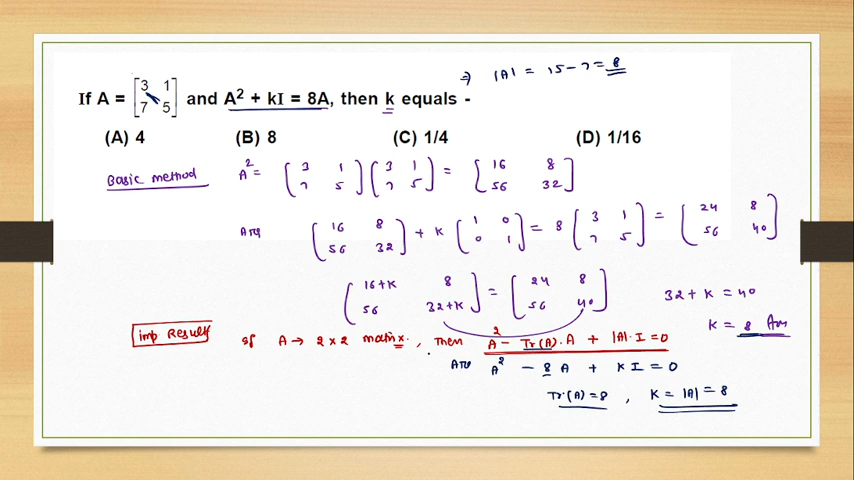 ⇒ |A| = 15 - 7 = 8
If A = [3 1; 7 5] and A² + kI = 8A, then k equals -
(A) 4 (B) 8 (C) 1/4 (D) 1/16
Basic method A² = (3 1; 7 5) (3 1; 7 5) = [16 8; 56 32]
(16 8; 56 32) + K (1 0; 0 1) = 8 (3 1; 7 5) = (24 8; 56 40)
(16+K 8; 56 32+K) = (24 8; 56 40) 32 + K = 40
K = 8 Ans
imp Result
If A → 2 x 2 matrix, Then A² - Tr(A).A + |A|.I = 0
A² - 8A + KI = 0
Tr.(A) = 8 , K = |A| = 8